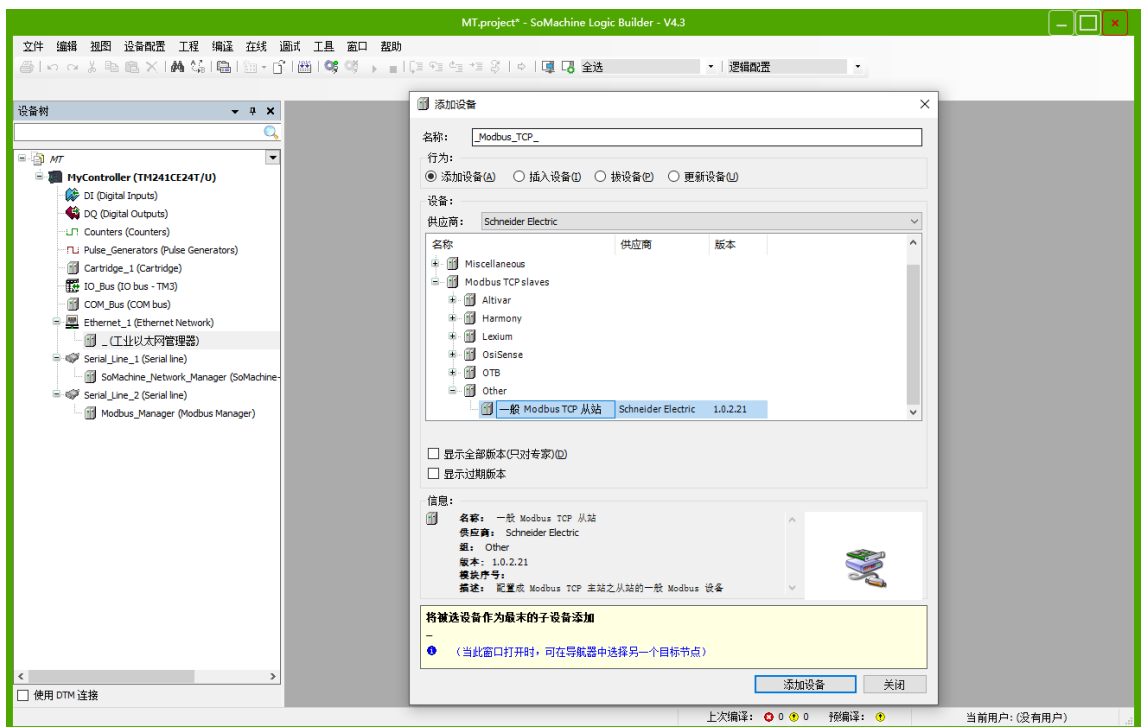 MT.project* - SoMachine Logic Builder - V4.3
文件 编辑 视图 设备配置 工程 编译 在线 调试 工具 窗口 帮助
全选 逻辑配置
设备树
MT
MyController (TM241CE24T/U)
DI (Digital Inputs)
DQ (Digital Outputs)
Counters (Counters)
Pulse_Generators (Pulse Generators)
Cartridge_1 (Cartridge)
IO_Bus (IO bus - TM3)
COM_Bus (COM bus)
Ethernet_1 (Ethernet Network)
_(工业以太网管理器)
Serial_Line_1 (Serial line)
SoMachine_Network_Manager (SoMachine-
Serial_Line_2 (Serial line)
Modbus_Manager (Modbus Manager)
使用 DTM 连接
添加设备
名称: _Modbus_TCP_
行为:
添加设备(A) 插入设备(I) 拔设备(P) 更新设备(U)
设备:
供应商: Schneider Electric
名称 供应商 版本
Miscellaneous
Modbus TCP slaves
Altivar
Harmony
Lexium
OsiSense
OTB
Other
一般 Modbus TCP 从站 Schneider Electric 1.0.2.21
显示全部版本(只对专家)(D)
显示过期版本
信息:
名称: 一般 Modbus TCP 从站
供应商: Schneider Electric
组: Other
版本: 1.0.2.21
模块序号:
描述: 配置成 Modbus TCP 主站之从站的一般 Modbus 设备
将被选设备作为最末的子设备添加
_
(当此窗口打开时，可在导航器中选择另一个目标节点)
添加设备 关闭
上次编译: 0 0 预编译: 当前用户: (没有用户)